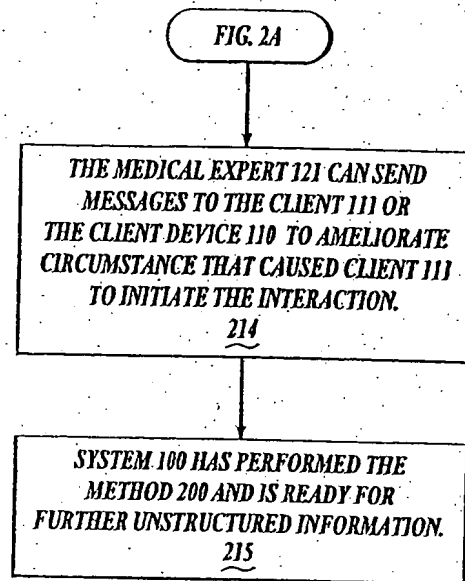 FIG. 2A
THE MEDICAL EXPERT 121 CAN SEND
MESSAGES TO THE CLIENT 111 OR
THE CLIENT DEVICE 110 TO AMELIORATE
CIRCUMSTANCE THAT CAUSED CLIENT 111
TO INITIATE THE INTERACTION.
214
SYSTEM 100 HAS PERFORMED THE
METHOD 200 AND IS READY FOR
FURTHER UNSTRUCTURED INFORMATION.
215